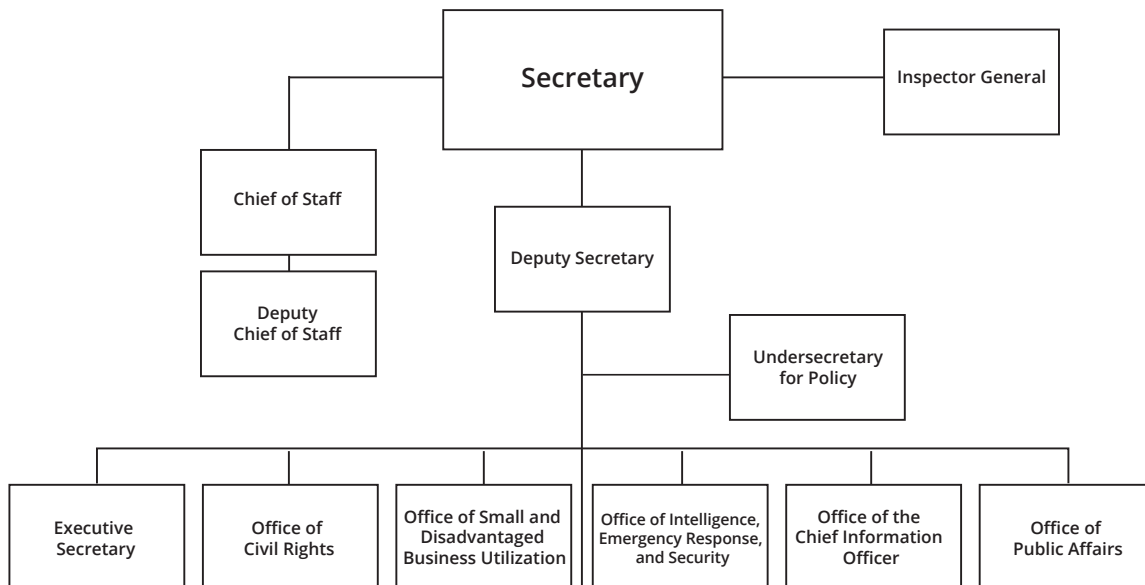 Secretary
Inspector General
Chief of Staff
Deputy Secretary
Deputy
Chief of Staff
Undersecretary
for Policy
Executive
Secretary
Office of
Civil Rights
Office of Small and
Disadvantaged
Business Utilization
Office of Intelligence,
Emergency Response,
and Security
Office of the
Chief Information
Officer
Office of
Public Affairs